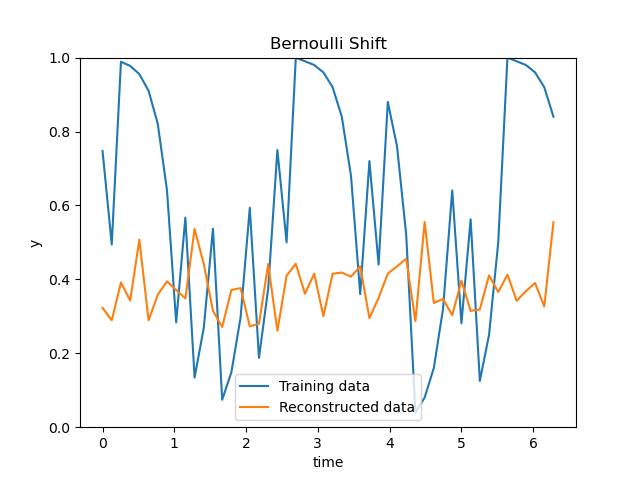 Bernoulli Shift
1.0
0.8
0.6
0.4
0.2
0.0
y
Training data
Reconstructed data
0 1 2 3 4 5 6
time